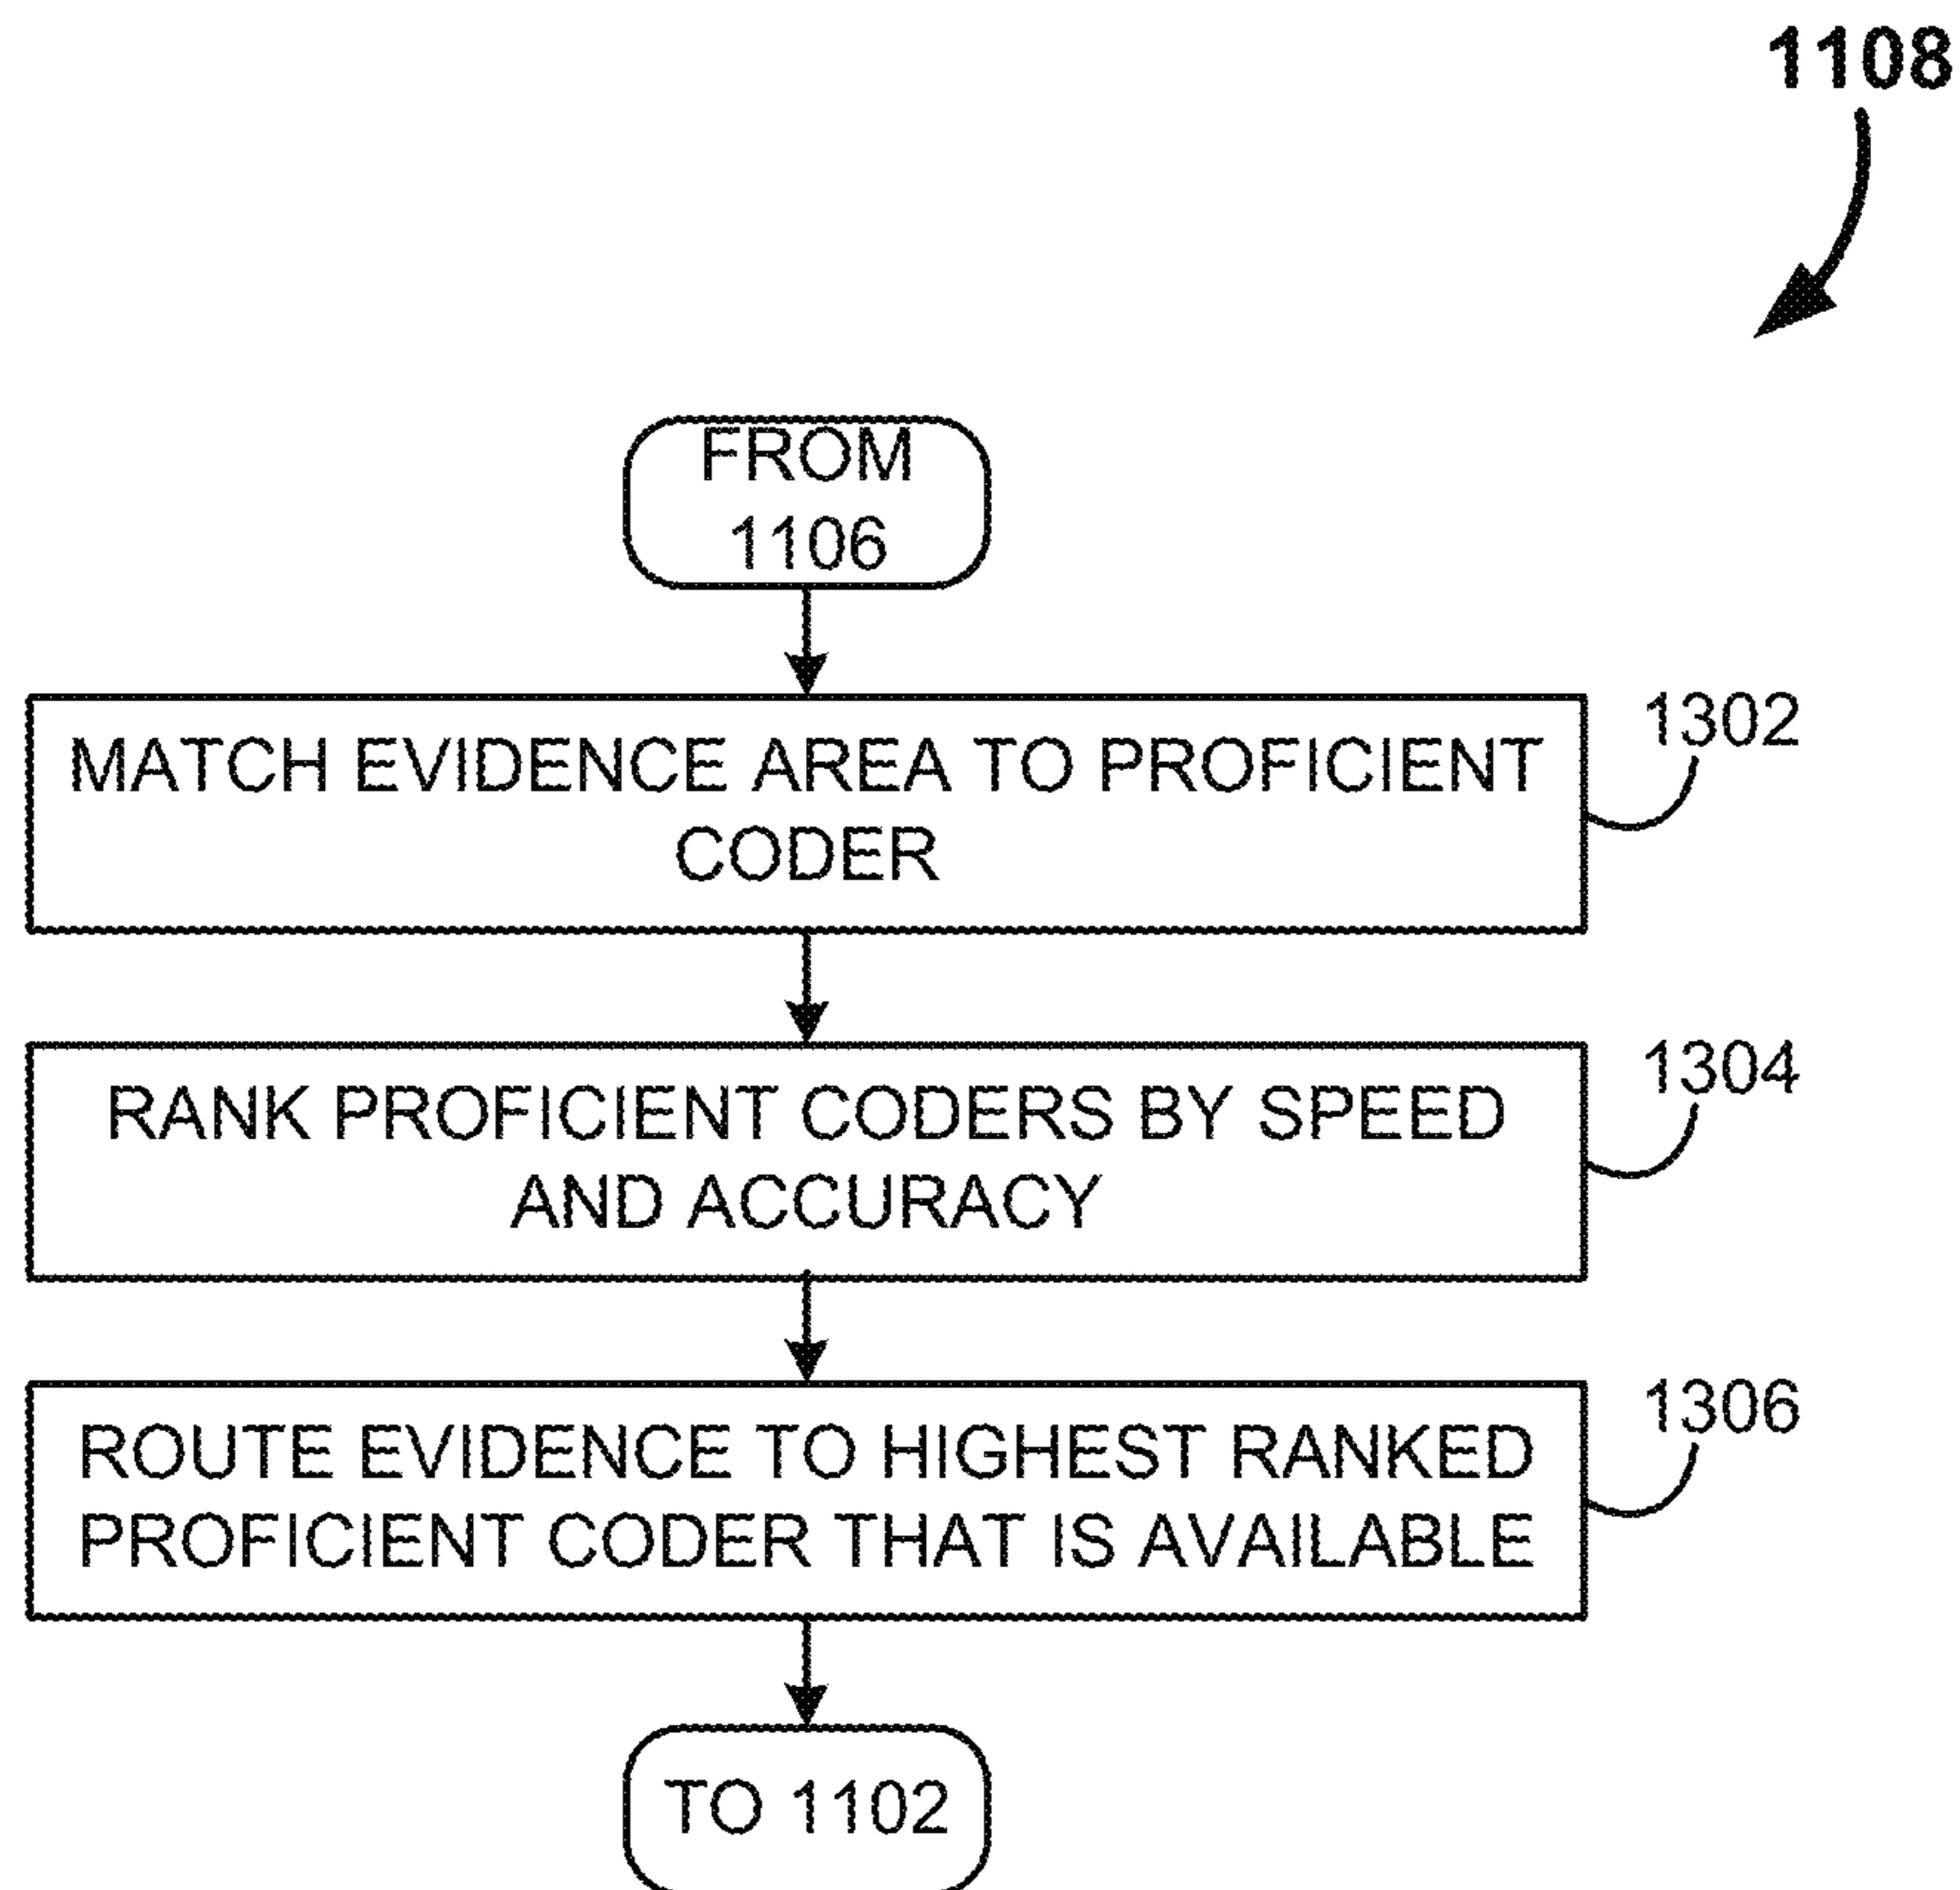 1108
FROM
1106
MATCH EVIDENCE AREA TO PROFICIENT
CODER
1302
RANK PROFICIENT CODERS BY SPEED
AND ACCURACY
1304
ROUTE EVIDENCE TO HIGHEST RANKED
PROFICIENT CODER THAT IS AVAILABLE
1306
TO 1102